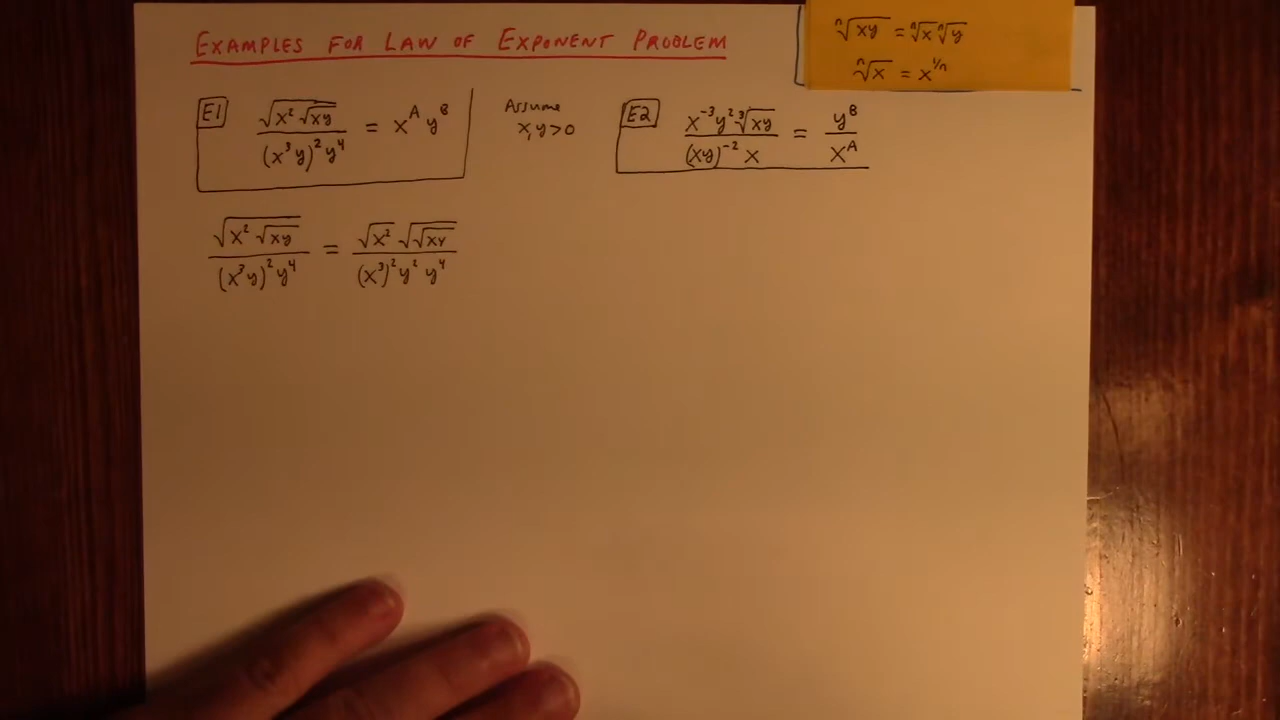 EXAMPLES FOR LAW OF EXPONENT PROBLEM
ⁿ√(xy) = ⁿ√x ⁿ√y
ⁿ√x = x^(1/n)
E1 √(x² √(xy)) / ((x³y)² y⁴) = x^A y^B
Assume
x, y > 0
E2 (x⁻³y² ³√(xy)) / ((xy)⁻² x) = y^B / x^A
√(x² √(xy)) / ((x³y)² y⁴) = (√(x²) √(√(xy))) / ((x³)² y² y⁴)